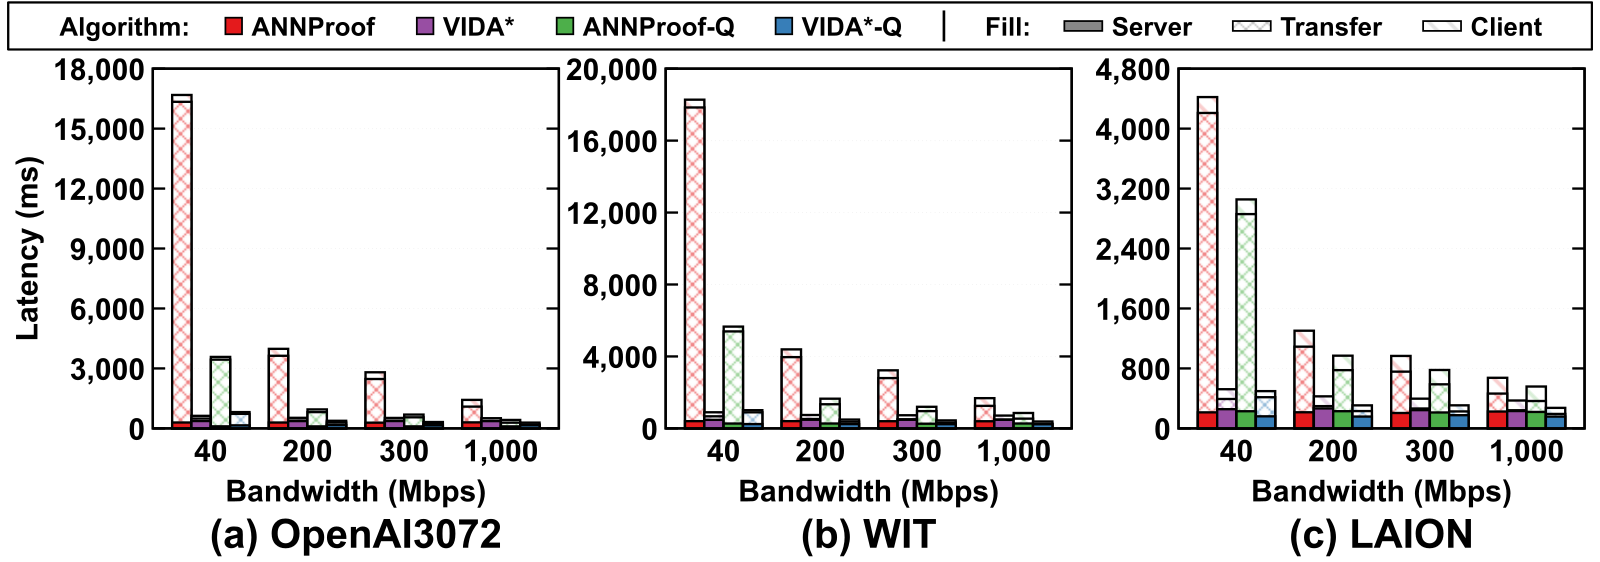 Algorithm: ANNProof VIDA* ANNProof-Q VIDA*-Q Fill: Server Transfer Client
Latency (ms)
18,000
15,000
12,000
9,000
6,000
3,000
0
40 200 300 1,000
Bandwidth (Mbps)
(a) OpenAI3072
20,000
16,000
12,000
8,000
4,000
0
40 200 300 1,000
Bandwidth (Mbps)
(b) WIT
4,800
4,000
3,200
2,400
1,600
800
0
40 200 300 1,000
Bandwidth (Mbps)
(c) LAION